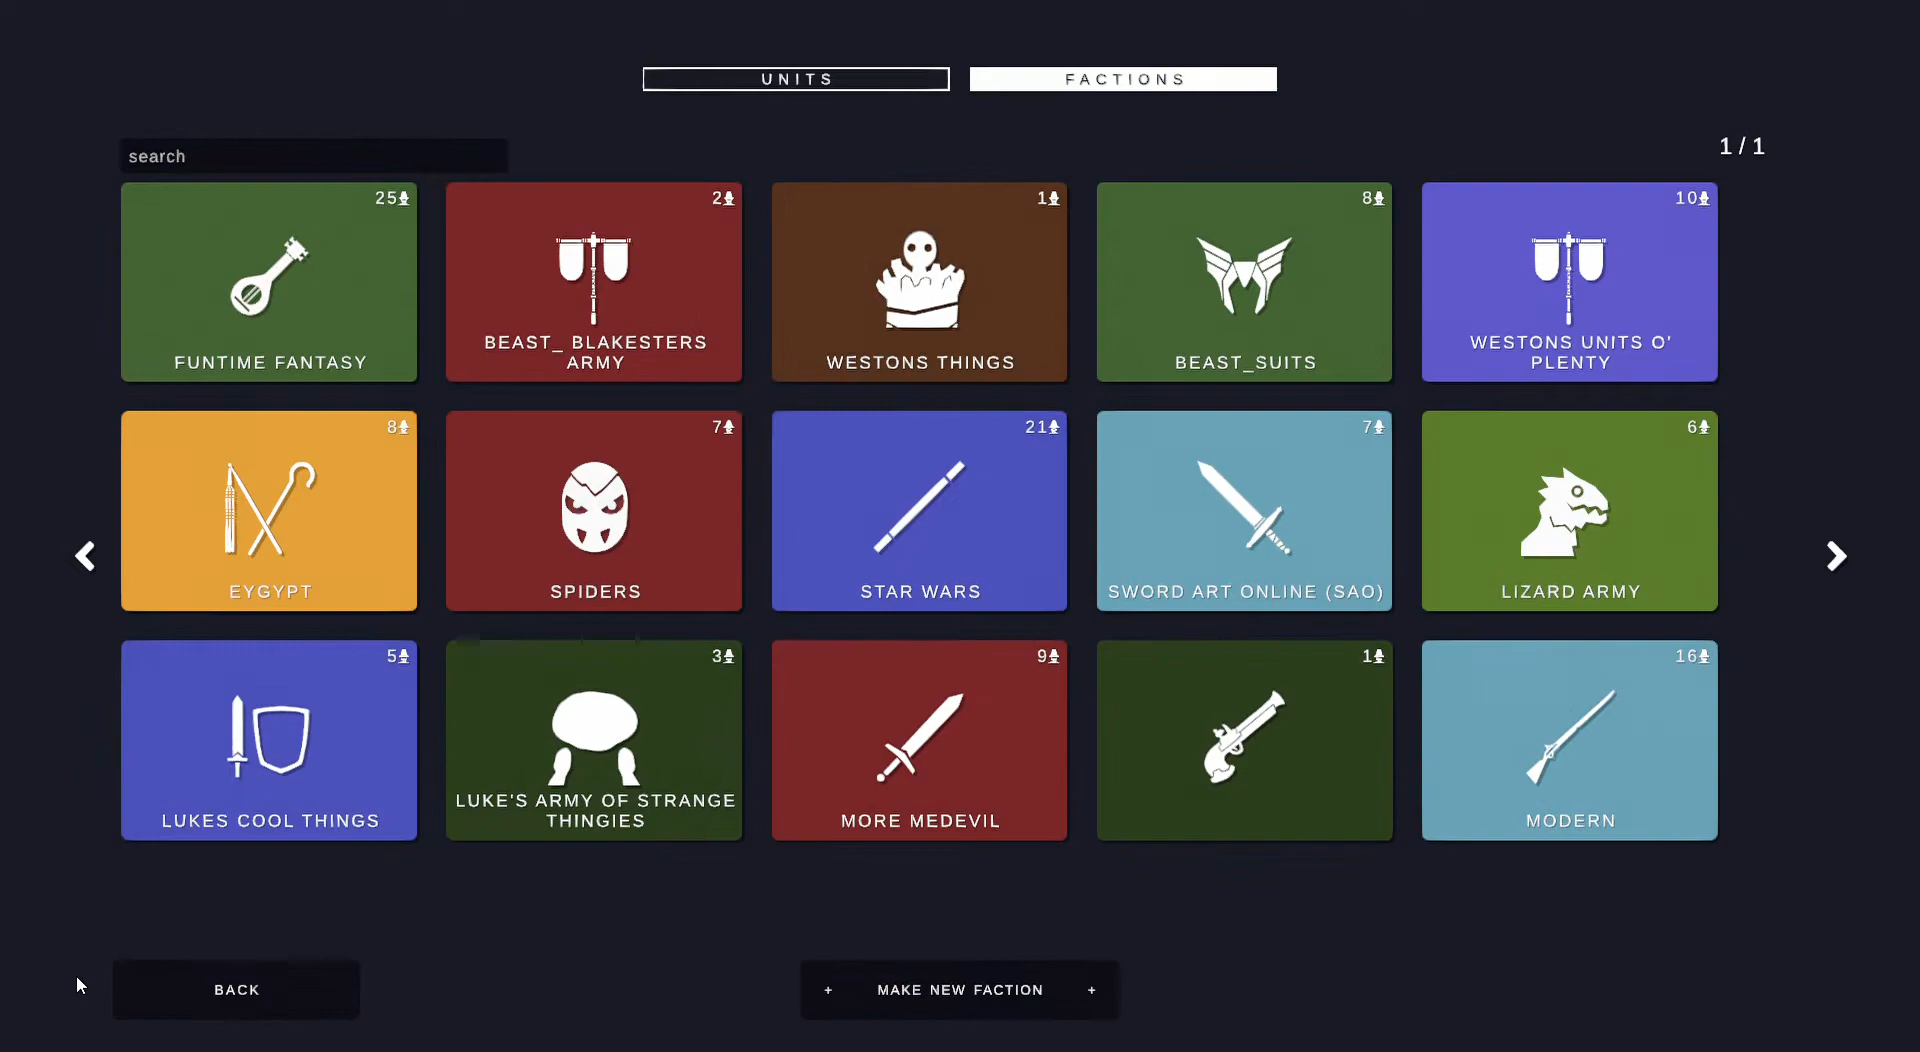 UNITS
FACTIONS
search
1 / 1
25
2
1
8
10
FUNTIME FANTASY
BEAST_ BLAKESTERS
ARMY
WESTONS THINGS
BEAST_SUITS
WESTONS UNITS O'
PLENTY
8
7
21
7
6
EYGYPT
SPIDERS
STAR WARS
SWORD ART ONLINE (SAO)
LIZARD ARMY
5
3
9
1
16
LUKES COOL THINGS
LUKE'S ARMY OF STRANGE
THINGIES
MORE MEDEVIL
MODERN
BACK
+ MAKE NEW FACTION +